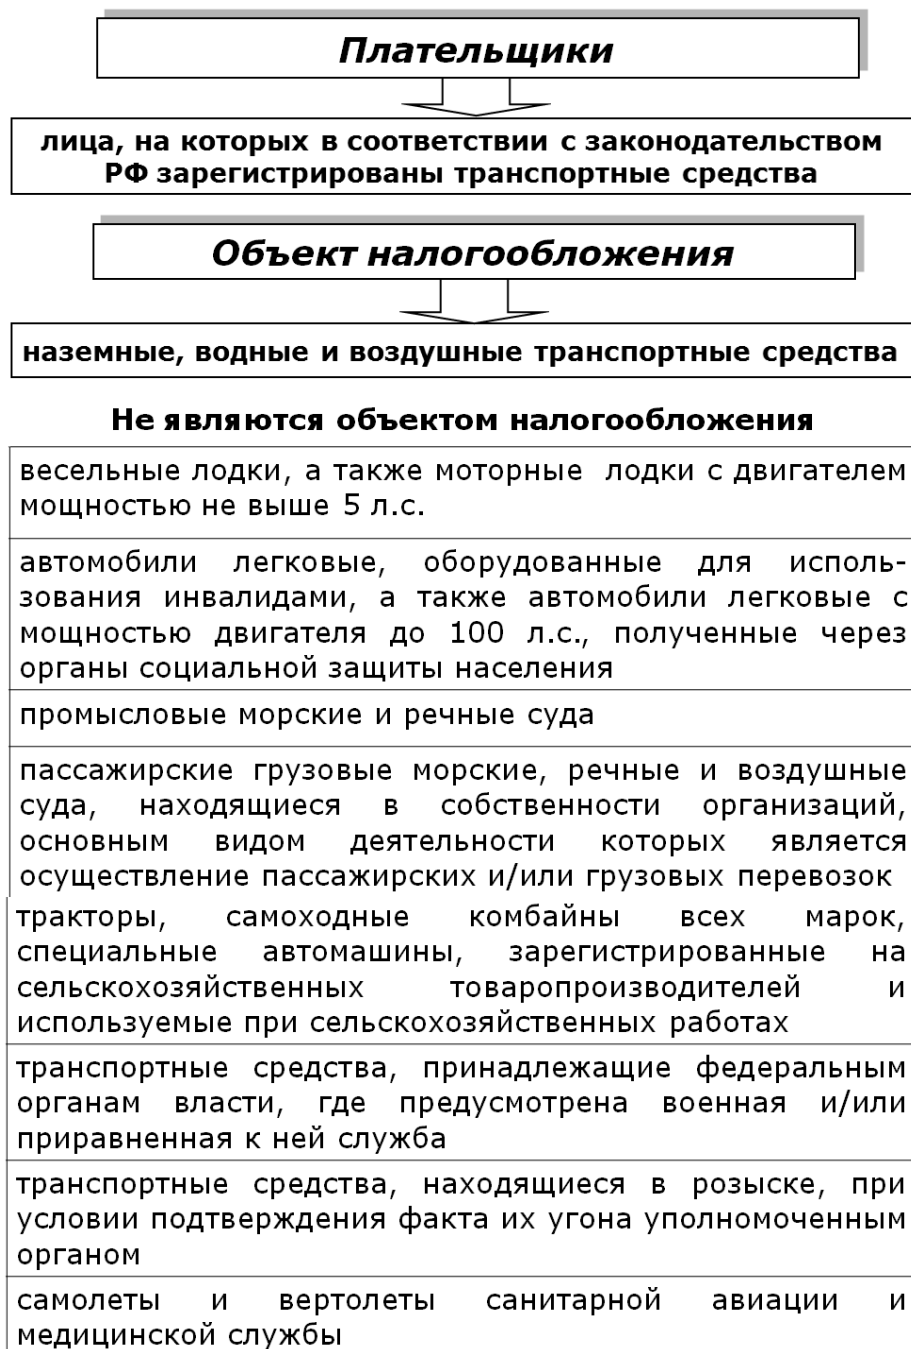 Плательщики
лица, на которых в соответствии с законодательством
РФ зарегистрированы транспортные средства
Объект налогообложения
наземные, водные и воздушные транспортные средства
Не являются объектом налогообложения
весельные лодки, а также моторные лодки с двигателем
мощностью не выше 5 л.с.
автомобили легковые, оборудованные для исполь-
зования инвалидами, а также автомобили легковые с
мощностью двигателя до 100 л.с., полученные через
органы социальной защиты населения
промысловые морские и речные суда
пассажирские грузовые морские, речные и воздушные
суда, находящиеся в собственности организаций,
основным видом деятельности которых является
осуществление пассажирских и/или грузовых перевозок
тракторы, самоходные комбайны всех марок,
специальные автомашины, зарегистрированные на
сельскохозяйственных товаропроизводителей и
используемые при сельскохозяйственных работах
транспортные средства, принадлежащие федеральным
органам власти, где предусмотрена военная и/или
приравненная к ней служба
транспортные средства, находящиеся в розыске, при
условии подтверждения факта их угона уполномоченным
органом
самолеты и вертолеты санитарной авиации и
медицинской службы